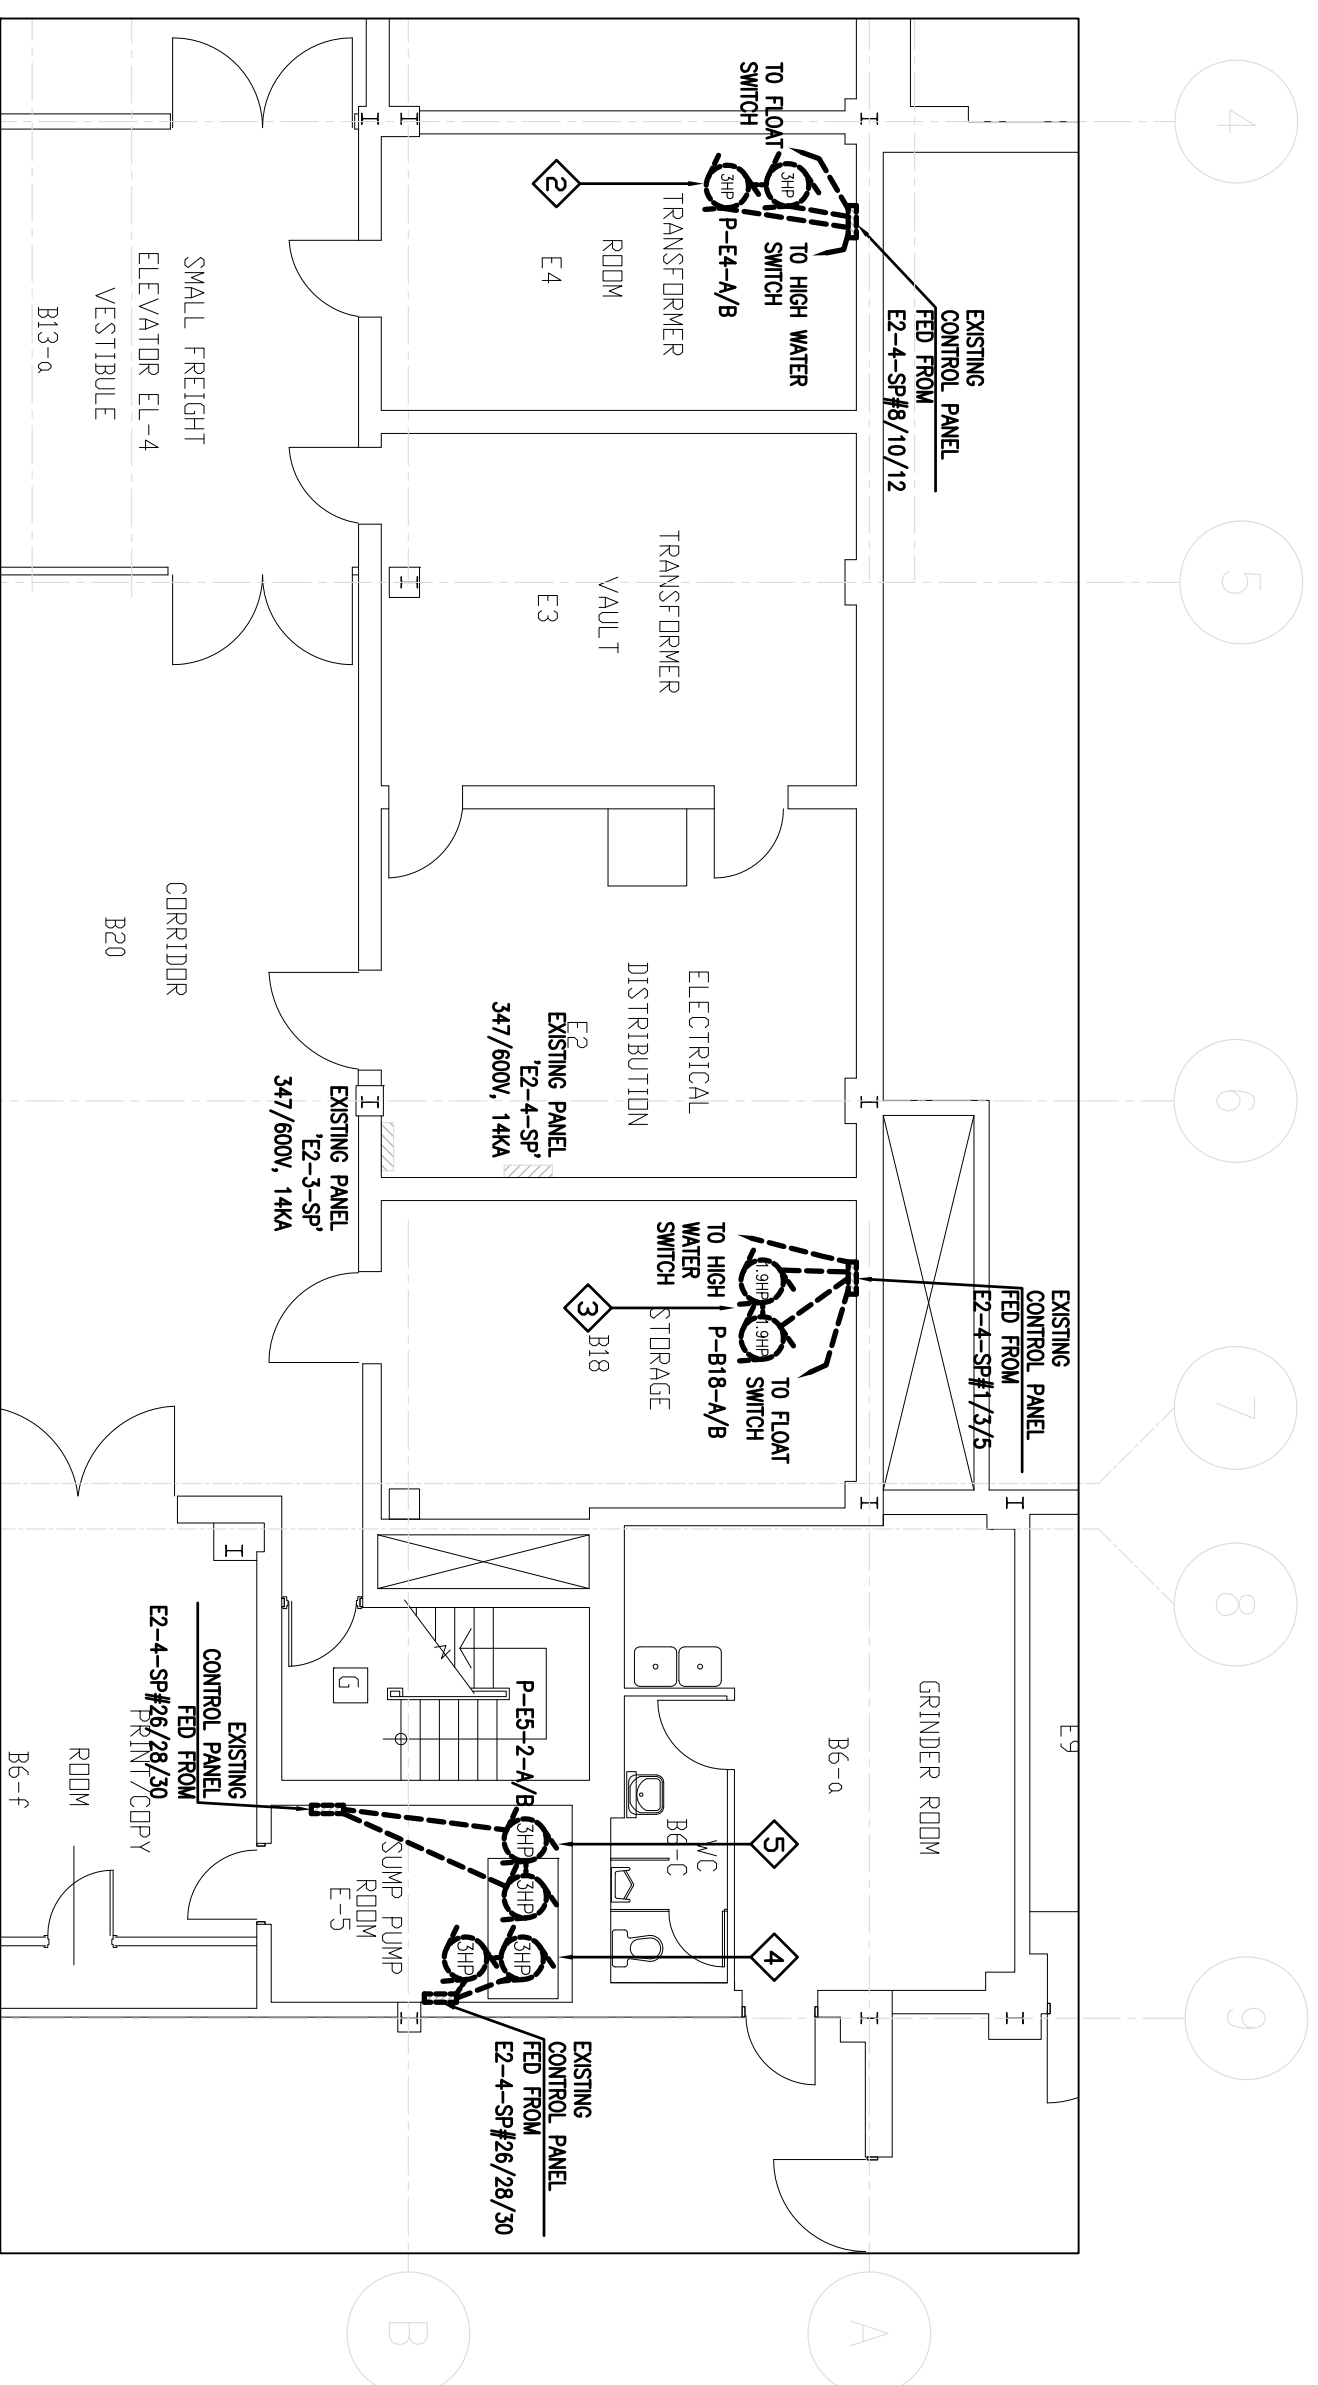 4
5
6
7
8
9
A
B
TO FLOAT
SWITCH
3HP
3HP
2
P-E4-A/B
TO HIGH WATER
SWITCH
EXISTING
CONTROL PANEL
FED FROM
E2-4-SP#8/10/12
TRANSFORMER
ROOM
E4
SMALL FREIGHT
ELEVATOR EL-4
VESTIBULE
B13-a
TRANSFORMER
VAULT
E3
ELECTRICAL
DISTRIBUTION
E2
EXISTING PANEL
'E2-4-SP'
347/600V, 14KA
EXISTING PANEL
'E2-3-SP'
347/600V, 14KA
CORRIDOR
B20
TO HIGH
WATER
SWITCH
1.9HP
1.9HP
3
P-B18-A/B
TO FLOAT
SWITCH
STORAGE
B18
EXISTING
CONTROL PANEL
FED FROM
E2-4-SP#1/3/5
EXISTING
CONTROL PANEL
FED FROM
E2-4-SP#26/28/30
PRINT/COPY
ROOM
B6-f
G
P-E5-2-A/B
3HP
3HP
3HP
3HP
5
4
SUMP PUMP
ROOM
E-5
WC
B6-C
GRINDER ROOM
B6-a
E9
EXISTING
CONTROL PANEL
FED FROM
E2-4-SP#26/28/30